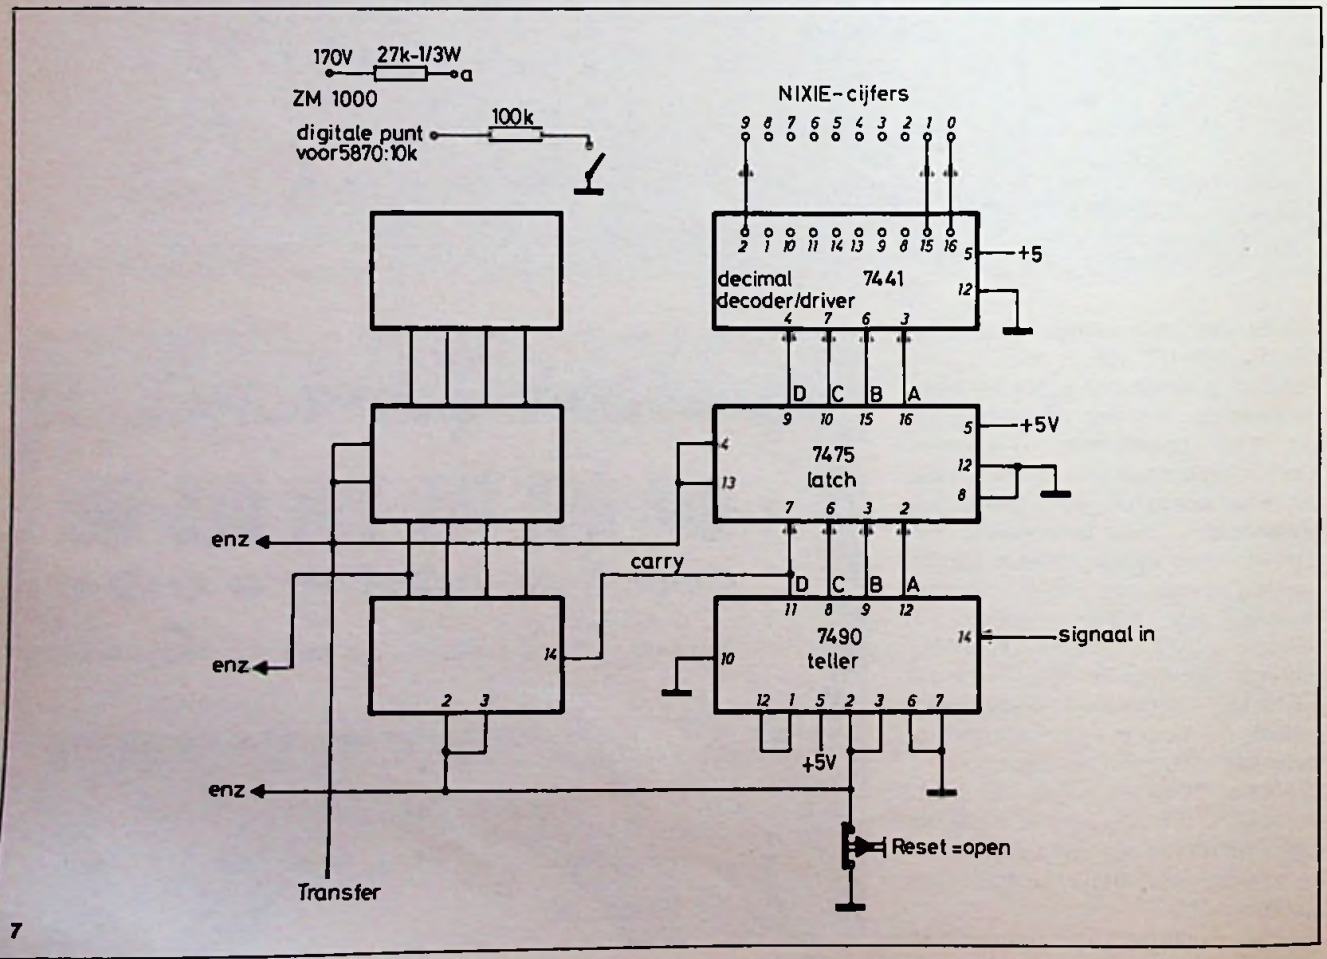 170V 27k-1/3W
a
ZM 1000
100k
digitale punt
voor5870:10k
NIXIE-cijfers
9 8 7 6 5 4 3 2 1 0
2 1 10 11 14 13 9 8 15 16
5 +5
decimal 7441
decoder/driver
12
4 7 6 3
D C B A
9 10 15 16
5 +5V
4
7475
latch
12
13
8
7 6 3 2
enz
carry
D C B A
11 8 9 12
7490
teller
14 signaal in
14
10
enz
2 3
12 1 5 2 3 6 7
+5V
enz
Reset=open
Transfer
7